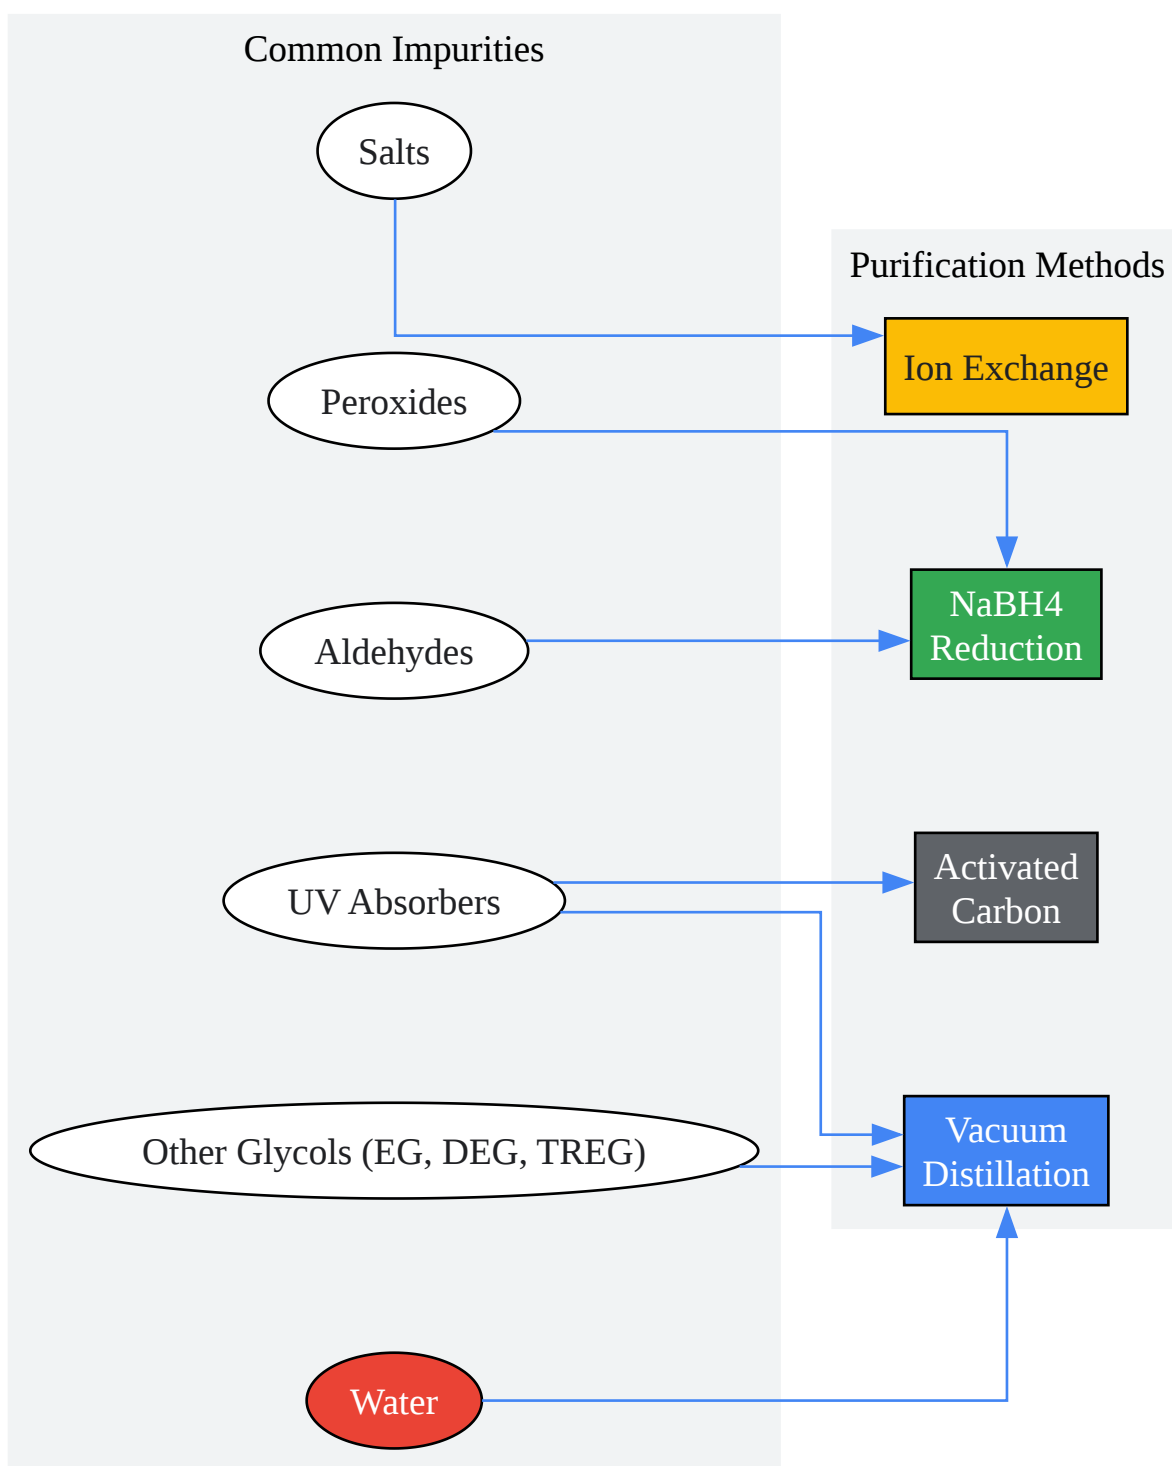 Common Impurities
Salts
Purification Methods
Ion Exchange
Peroxides
NaBH4
Reduction
Aldehydes
Activated
Carbon
UV Absorbers
Vacuum
Distillation
Other Glycols (EG, DEG, TREG)
Water